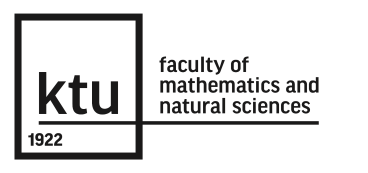 ktu
1922
faculty of
mathematics and
natural sciences